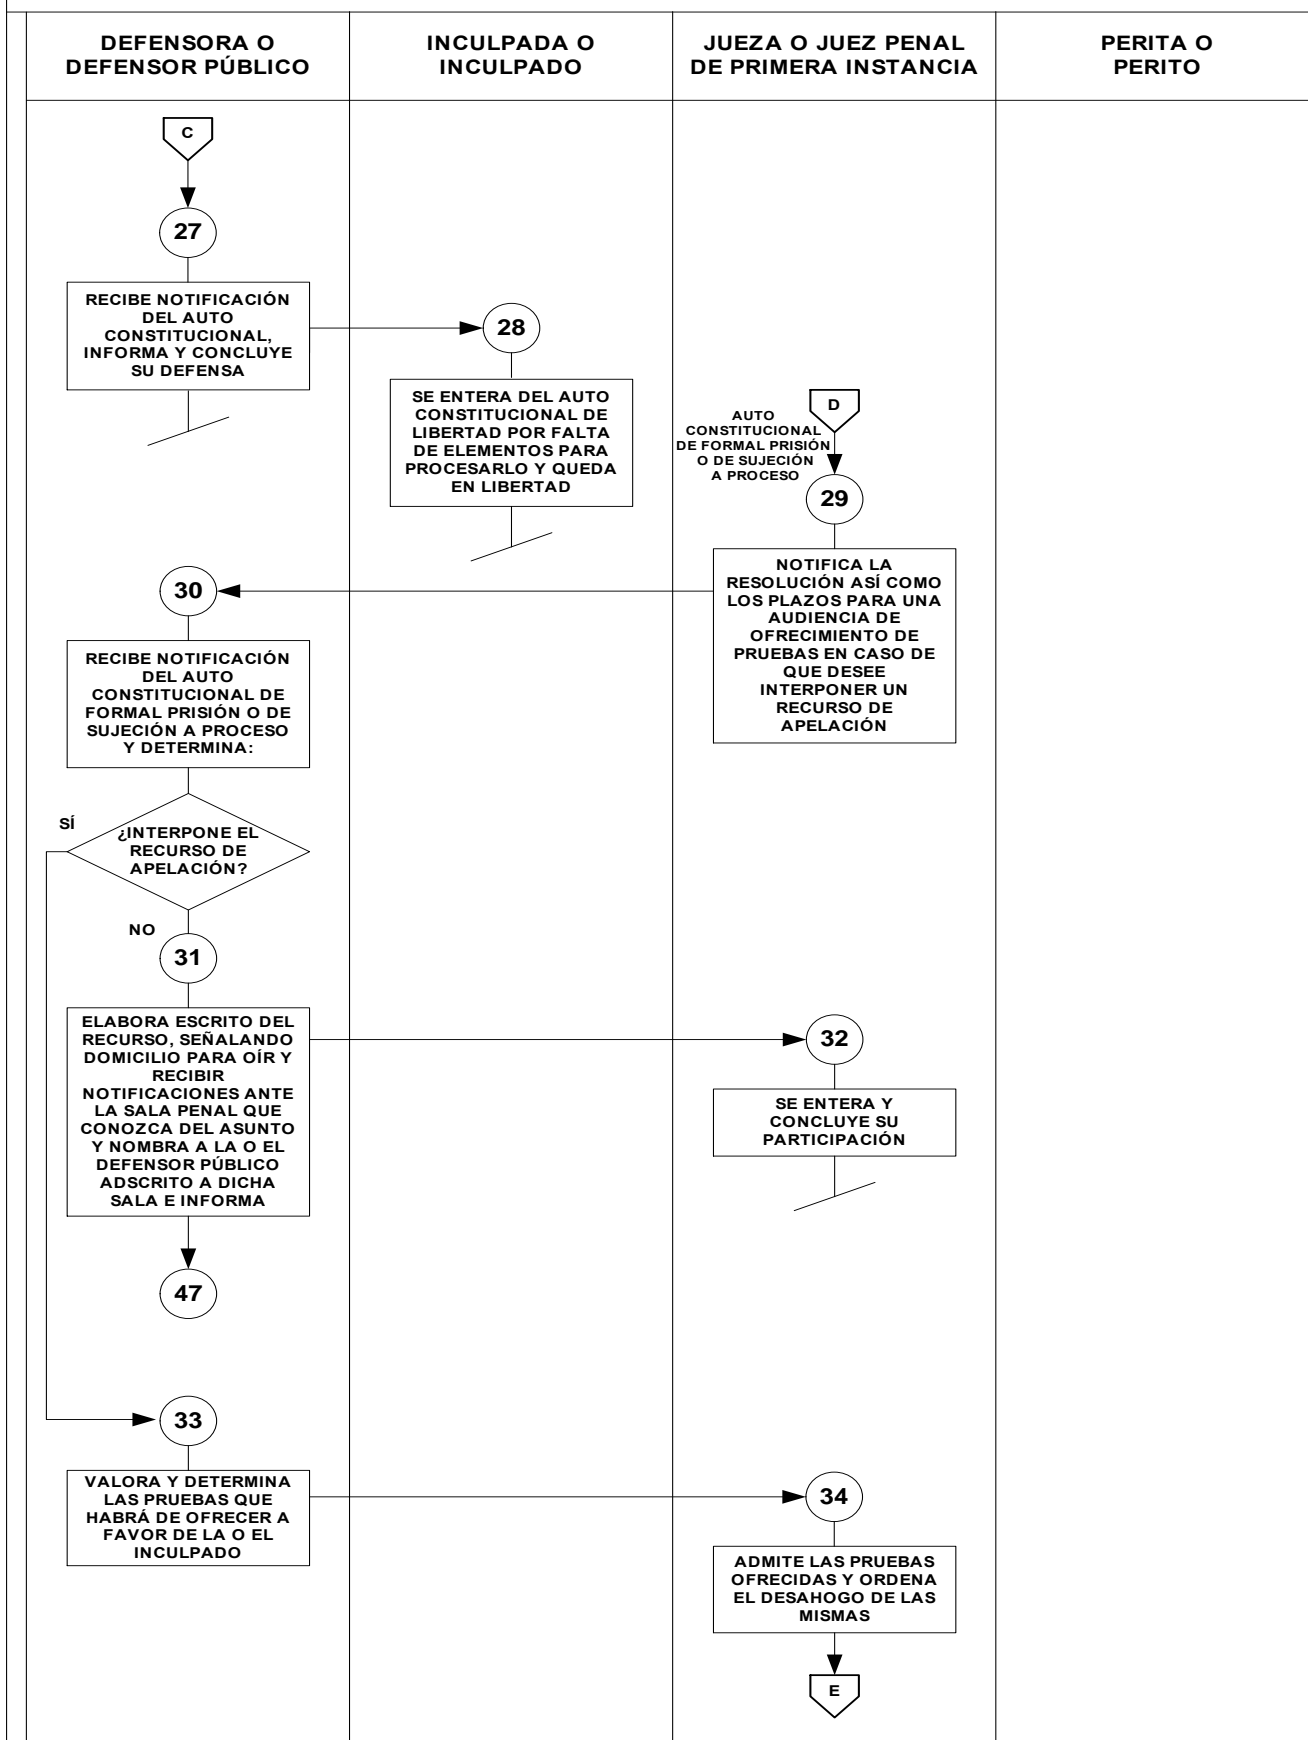 DEFENSORA O
DEFENSOR PÚBLICO
INCULPADA O
INCULPADO
JUEZA O JUEZ PENAL
DE PRIMERA INSTANCIA
PERITA O
PERITO
C
27
RECIBE NOTIFICACIÓN
DEL AUTO
CONSTITUCIONAL,
INFORMA Y CONCLUYE
SU DEFENSA
28
SE ENTERA DEL AUTO
CONSTITUCIONAL DE
LIBERTAD POR FALTA
DE ELEMENTOS PARA
PROCESARLO Y QUEDA
EN LIBERTAD
D
AUTO
CONSTITUCIONAL
DE FORMAL PRISIÓN
O DE SUJECIÓN
A PROCESO
29
NOTIFICA LA
RESOLUCIÓN ASÍ COMO
LOS PLAZOS PARA UNA
AUDIENCIA DE
OFRECIMIENTO DE
PRUEBAS EN CASO DE
QUE DESEE
INTERPONER UN
RECURSO DE
APELACIÓN
30
RECIBE NOTIFICACIÓN
DEL AUTO
CONSTITUCIONAL DE
FORMAL PRISIÓN O DE
SUJECIÓN A PROCESO
Y DETERMINA:
SÍ
¿INTERPONE EL
RECURSO DE
APELACIÓN?
NO
31
ELABORA ESCRITO DEL
RECURSO, SEÑALANDO
DOMICILIO PARA OÍR Y
RECIBIR
NOTIFICACIONES ANTE
LA SALA PENAL QUE
CONOZCA DEL ASUNTO
Y NOMBRA A LA O EL
DEFENSOR PÚBLICO
ADSCRITO A DICHA
SALA E INFORMA
32
SE ENTERA Y
CONCLUYE SU
PARTICIPACIÓN
47
33
VALORA Y DETERMINA
LAS PRUEBAS QUE
HABRÁ DE OFRECER A
FAVOR DE LA O EL
INCULPADO
34
ADMITE LAS PRUEBAS
OFRECIDAS Y ORDENA
EL DESAHOGO DE LAS
MISMAS
E